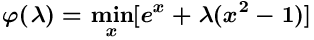 φ(λ) = min_x[e^x + λ(x^2 − 1)]